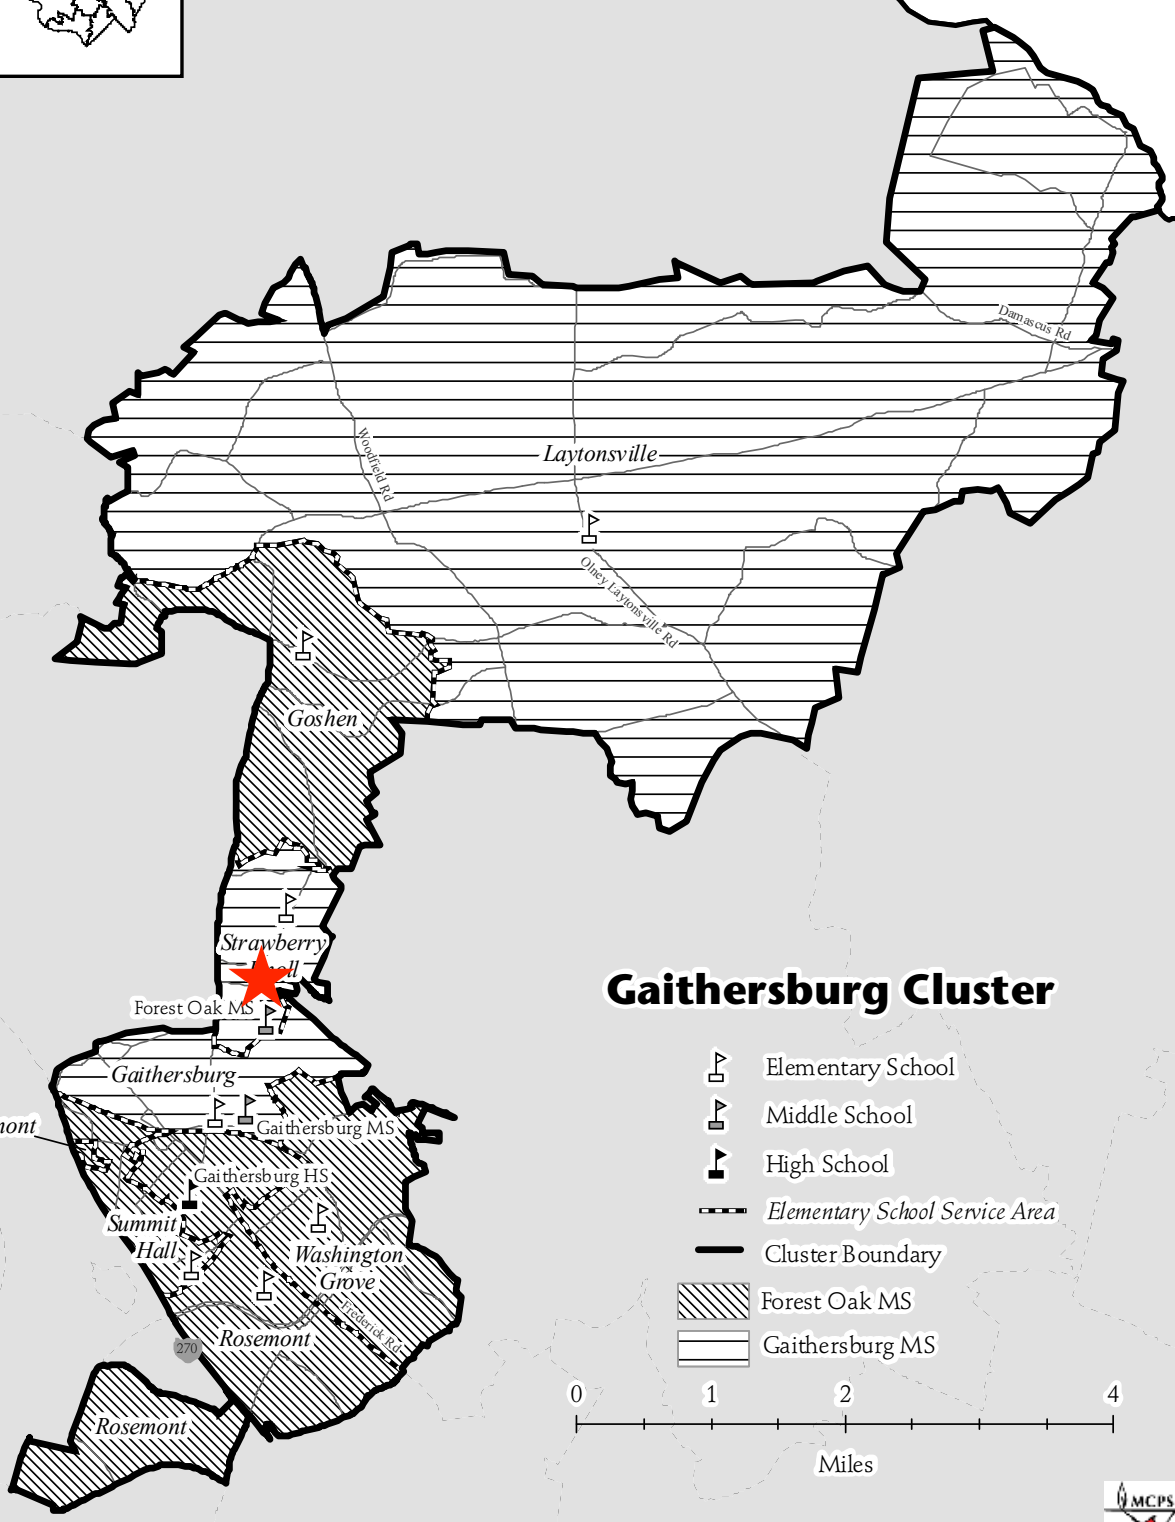 Damascus Rd
Woodfield Rd
Laytonsville
Olney Laytonsville Rd
Goshen
Strawberry
Forest Oak MS
Gaithersburg
mont
Gaithersburg MS
Gaithersburg HS
Summit
Hall
Washington
Grove
Frederick Rd
Rosemont
270
Rosemont
Gaithersburg Cluster
Elementary School
Middle School
High School
Elementary School Service Area
Cluster Boundary
Forest Oak MS
Gaithersburg MS
0 1 2 4
Miles
MCPS